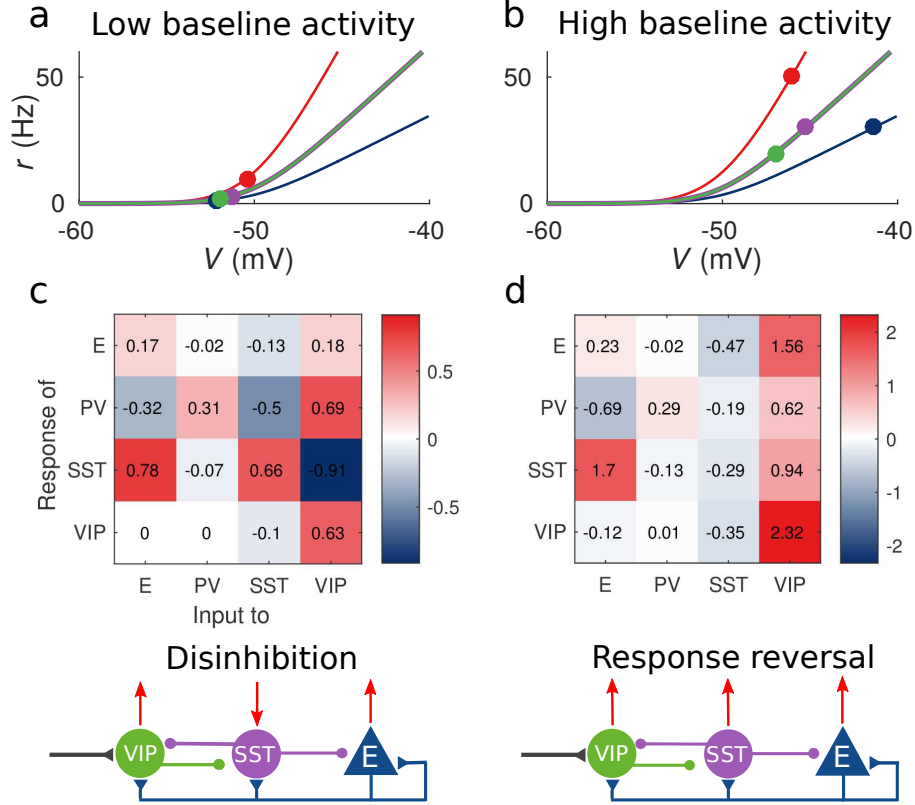 a Low baseline activity
b High baseline activity
r (Hz)
50
0
-60 -50 -40
V (mV)
50
0
-60 -50 -40
V (mV)
c
Response of
E 0.17 -0.02 -0.13 0.18
PV -0.32 0.31 -0.5 0.69
SST 0.78 -0.07 0.66 -0.91
VIP 0 0 -0.1 0.63
E PV SST VIP
Input to
0.5
0
-0.5
d
E 0.23 -0.02 -0.47 1.56
PV -0.69 0.29 -0.19 0.62
SST 1.7 -0.13 -0.29 0.94
VIP -0.12 0.01 -0.35 2.32
E PV SST VIP
2
1
0
-1
-2
Disinhibition
VIP SST E
Response reversal
VIP SST E